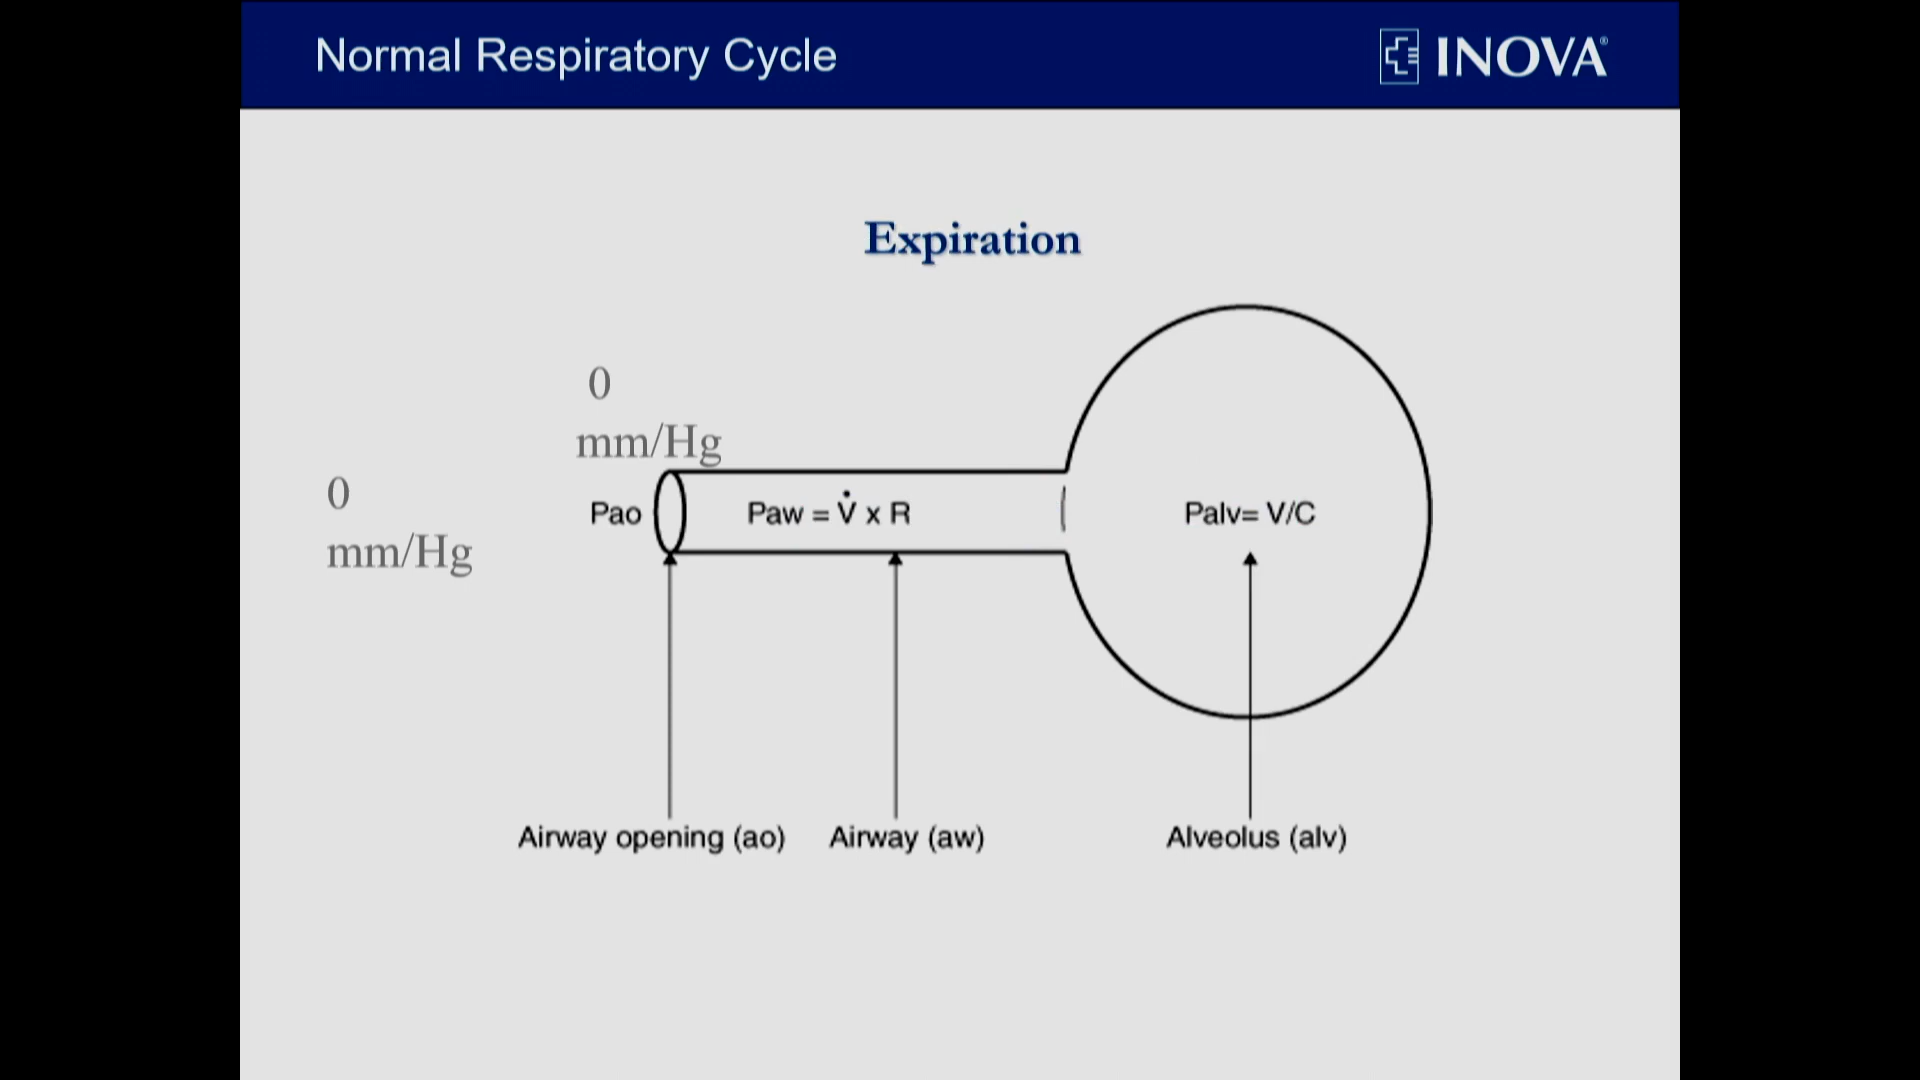 Normal Respiratory Cycle
INOVA®
Expiration
0
mm/Hg
0
mm/Hg
Pao
Paw = V̇ x R
Palv= V/C
Airway opening (ao)
Airway (aw)
Alveolus (alv)